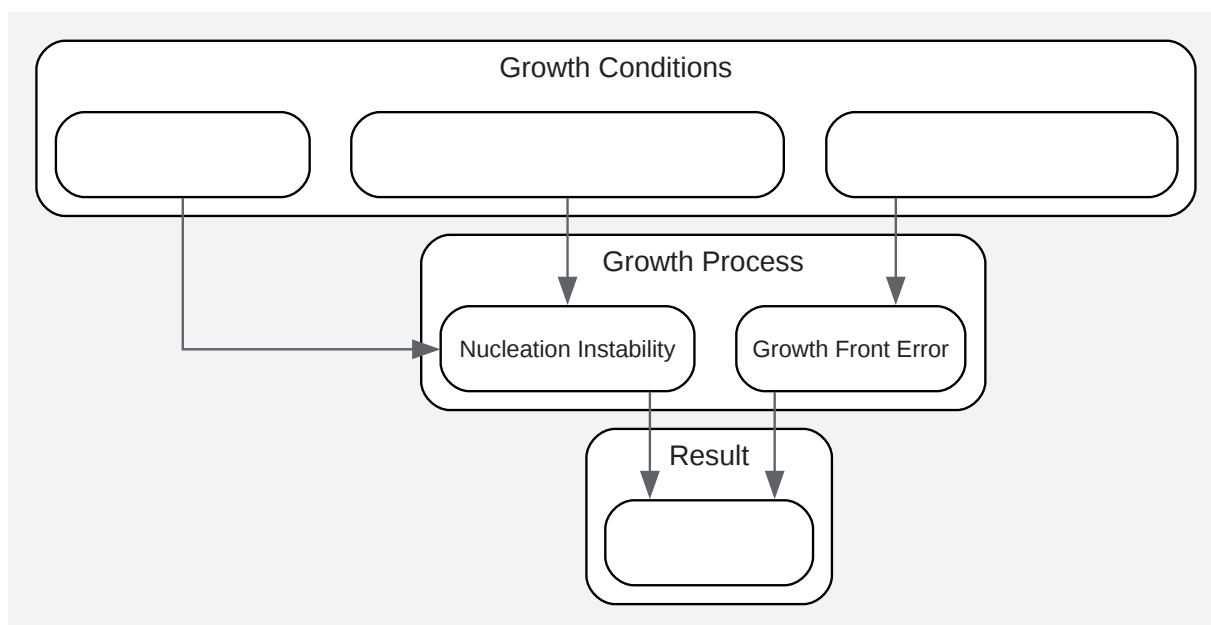 Growth Conditions
Growth Process
Nucleation Instability
Growth Front Error
Result